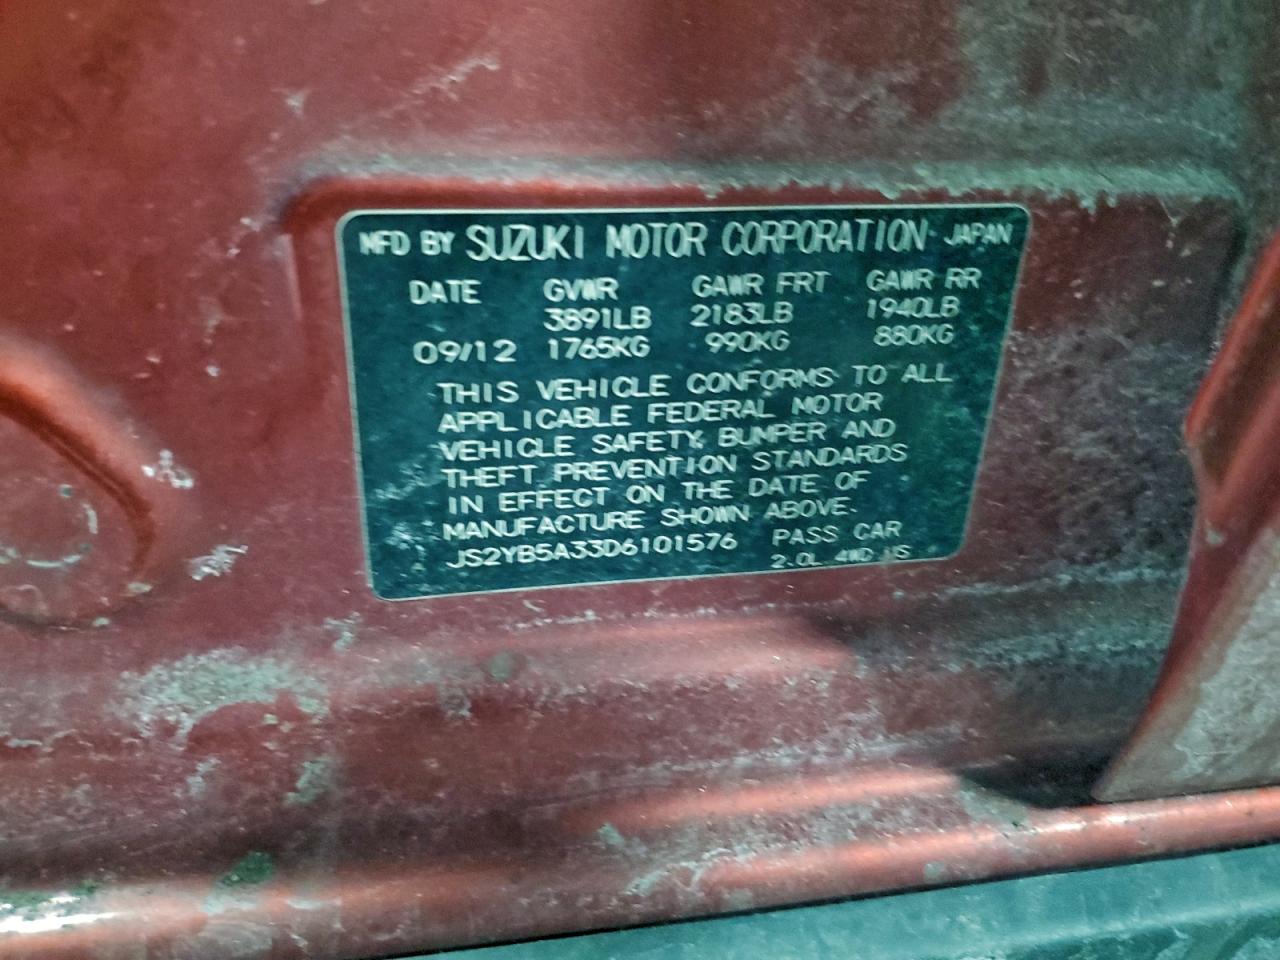 MFD BY SUZUKI MOTOR CORPORATION JAPAN
DATE GVWR GAWR FRT GAWR RR
3891LB 2183LB 1940LB
09/12 1765KG 990KG 880KG
THIS VEHICLE CONFORMS TO ALL
APPLICABLE FEDERAL MOTOR
VEHICLE SAFETY, BUMPER AND
THEFT PREVENTION STANDARDS
IN EFFECT ON THE DATE OF
MANUFACTURE SHOWN ABOVE.
JS2YB5A33D6101576 PASS CAR
2.0L 4WD US